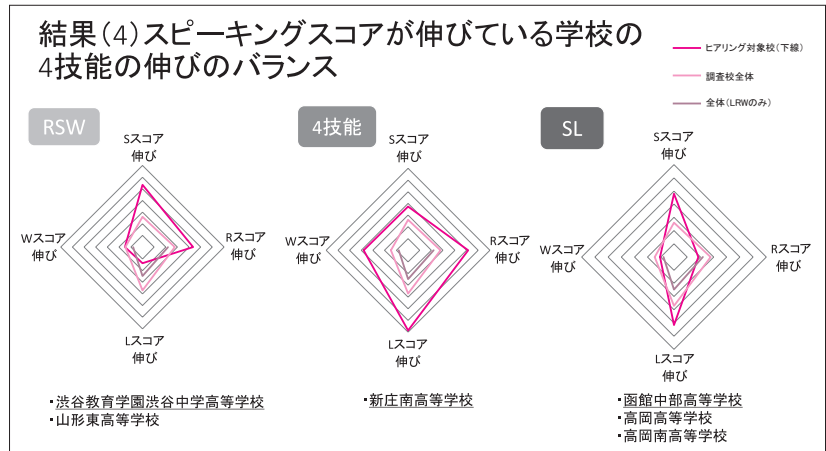 結果(4)スピーキングスコアが伸びている学校の
4技能の伸びのバランス
ヒアリング対象校(下線)
調査校全体
全体(LRWのみ)
RSW
Sスコア
伸び
Wスコア
伸び
Rスコア
伸び
Lスコア
伸び
・渋谷教育学園渋谷中学高等学校
・山形東高等学校
4技能
Sスコア
伸び
Wスコア
伸び
Rスコア
伸び
Lスコア
伸び
・新庄南高等学校
SL
Sスコア
伸び
Wスコア
伸び
Rスコア
伸び
Lスコア
伸び
・函館中部高等学校
・高岡高等学校
・高岡南高等学校